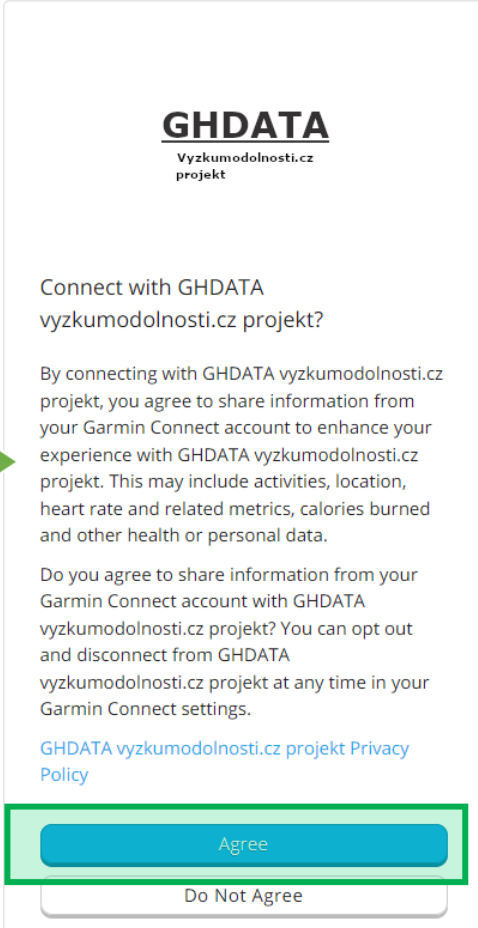 GHDATA
Vyzkumodolnosti.cz
projekt
Connect with GHDATA
vyzkumodolnosti.cz projekt?
By connecting with GHDATA vyzkumodolnosti.cz
projekt, you agree to share information from
your Garmin Connect account to enhance your
experience with GHDATA vyzkumodolnosti.cz
projekt. This may include activities, location,
heart rate and related metrics, calories burned
and other health or personal data.
Do you agree to share information from your
Garmin Connect account with GHDATA
vyzkumodolnosti.cz projekt? You can opt out
and disconnect from GHDATA
vyzkumodolnosti.cz projekt at any time in your
Garmin Connect settings.
GHDATA vyzkumodolnosti.cz projekt Privacy
Policy
Agree
Do Not Agree